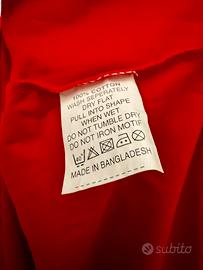 100% COTTON
WASH SEPERATELY
DRY FLAT
PULL INTO SHAPE
WHEN WET
DO NOT TUMBLE DRY
DO NOT IRON MOTIF
MADE IN BANGLADESH
subito